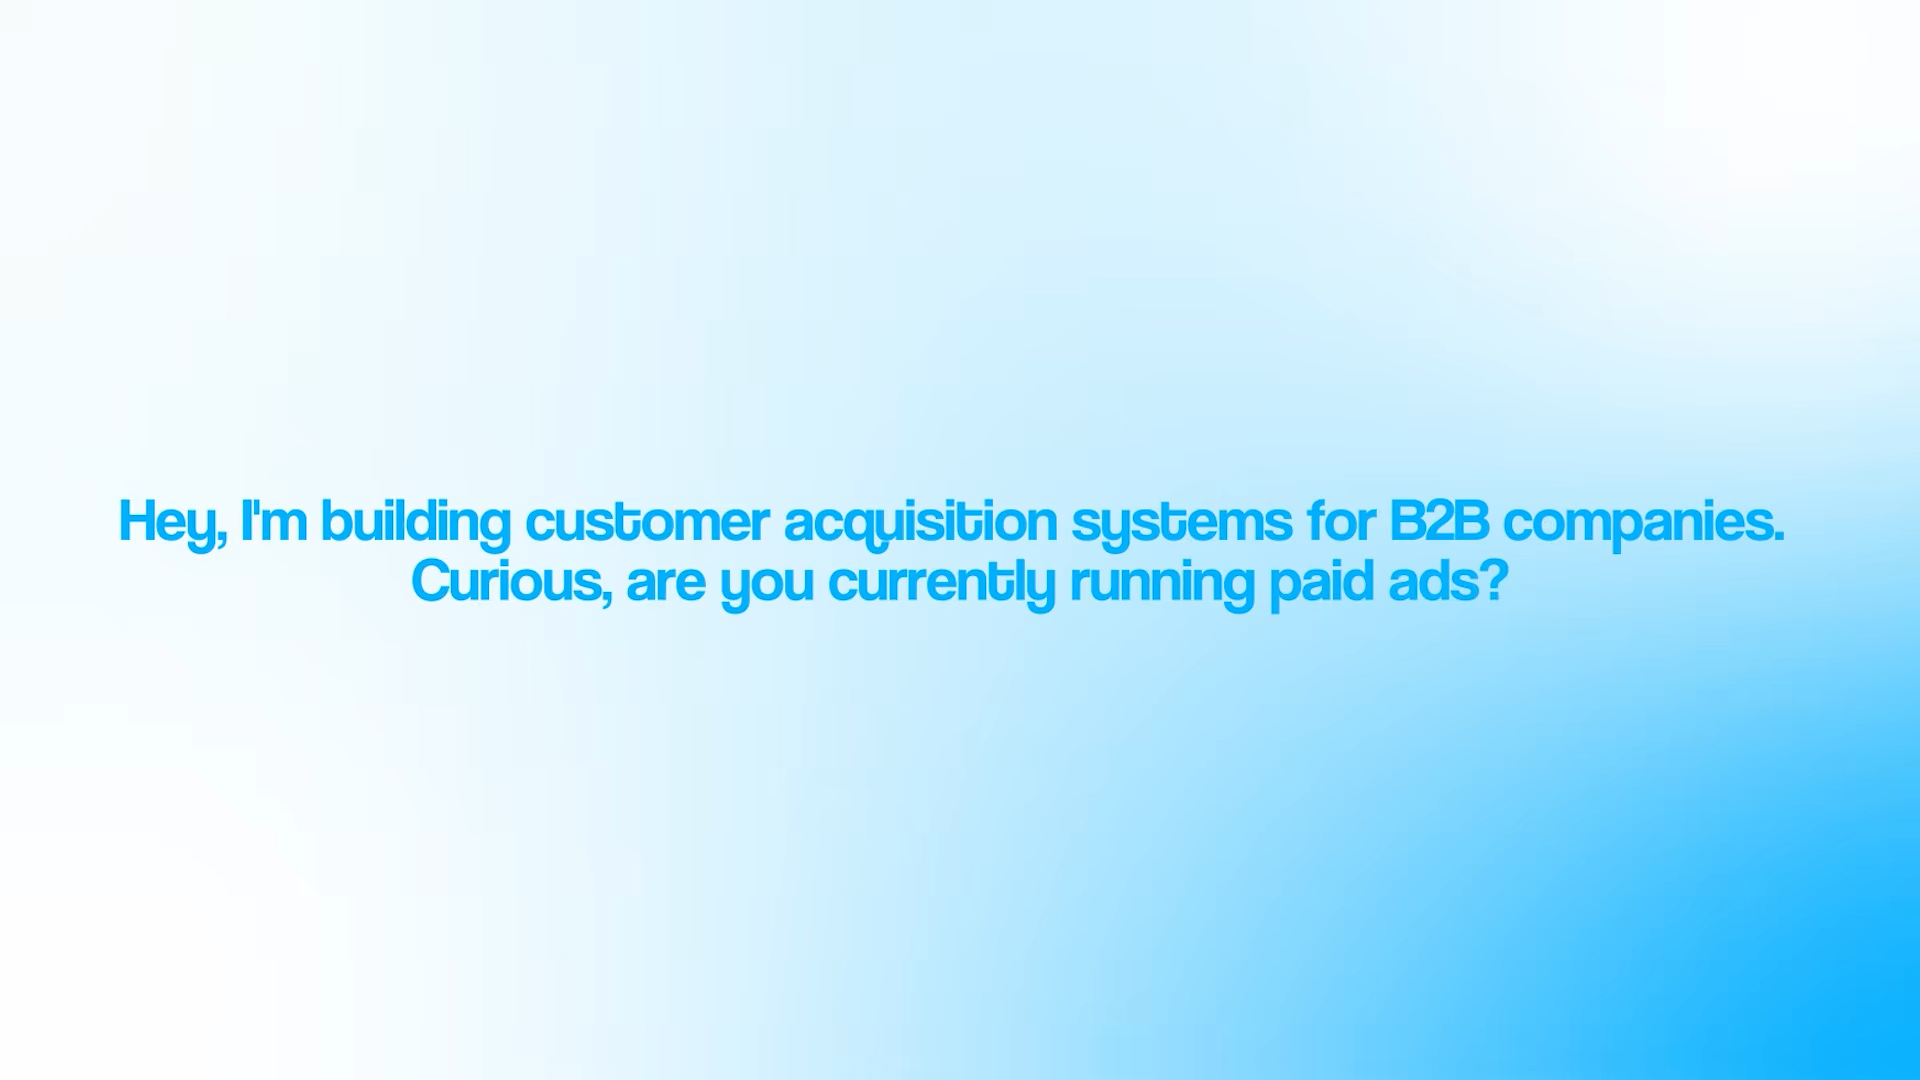 Hey, I'm building customer acquisition systems for B2B companies.
Curious, are you currently running paid ads?